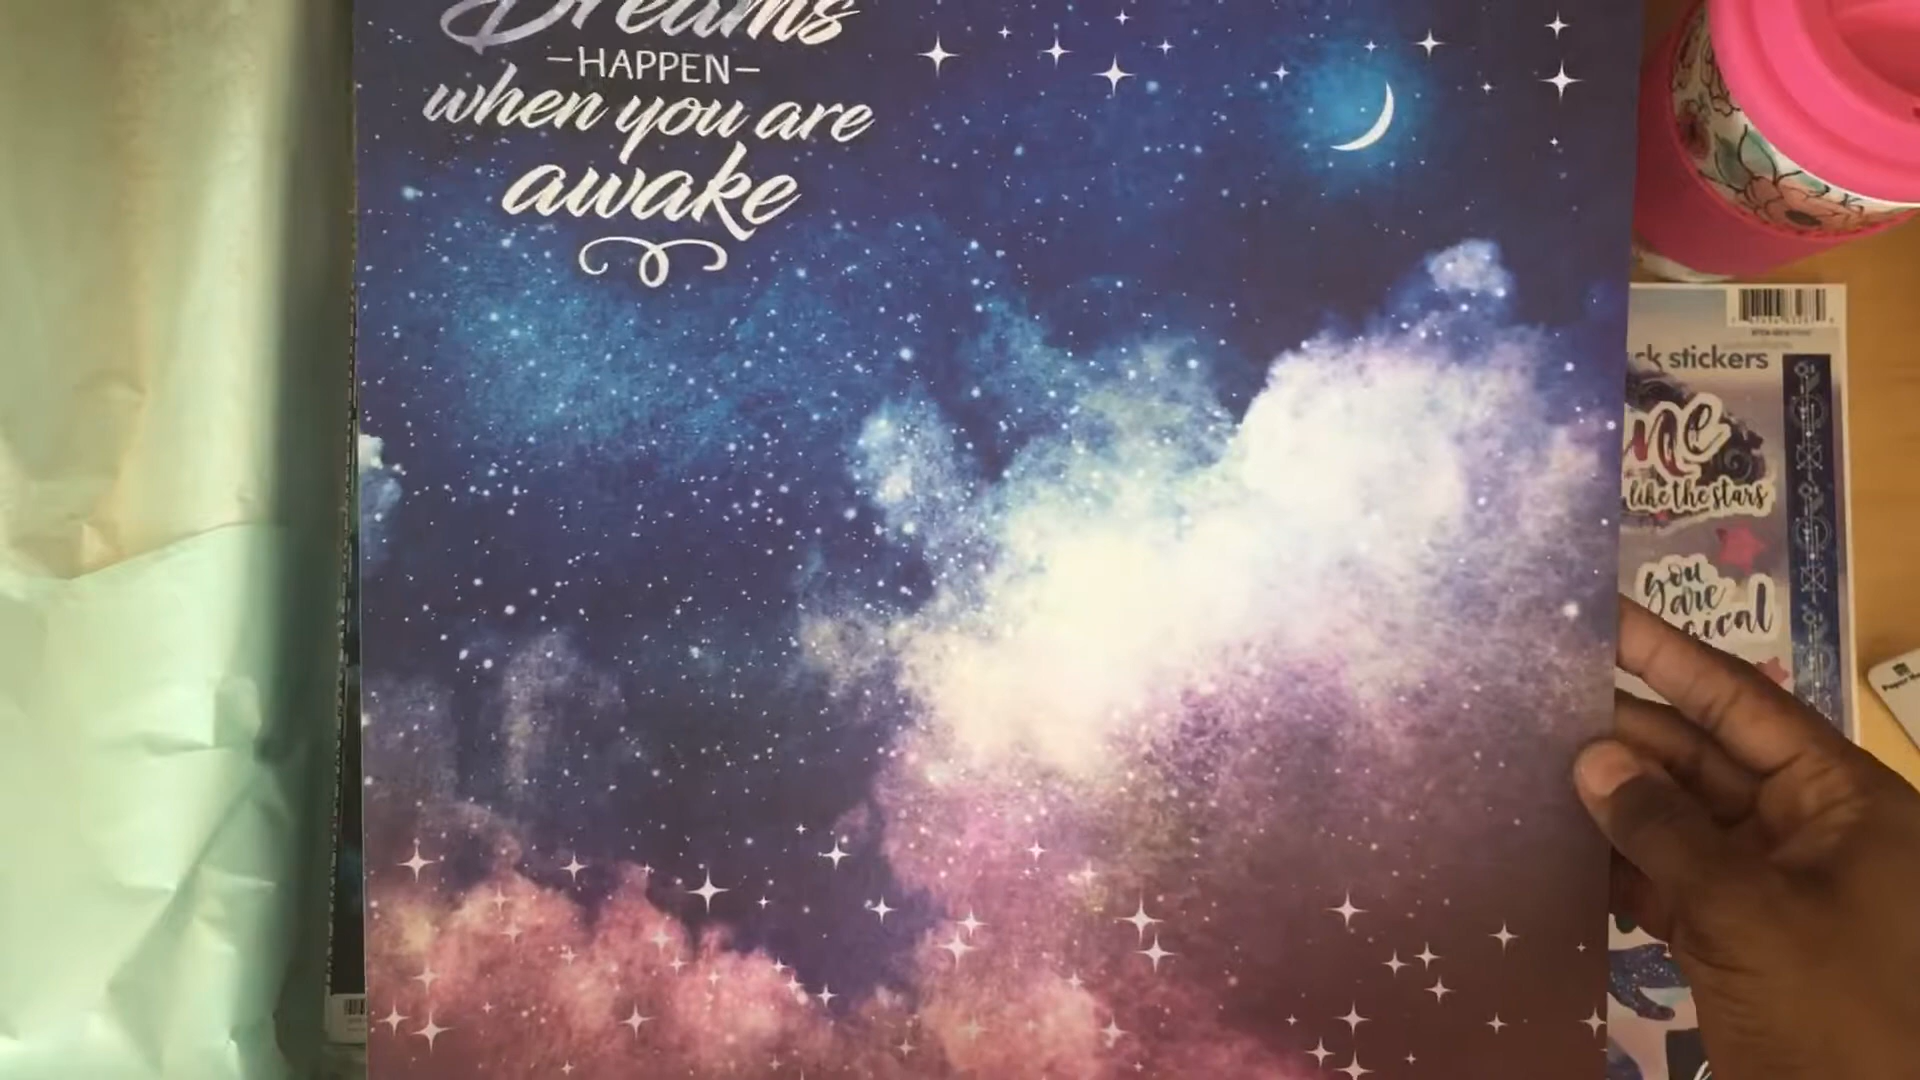 Dreams
-HAPPEN-
when you are
awake
stickers
like the stars
you
are